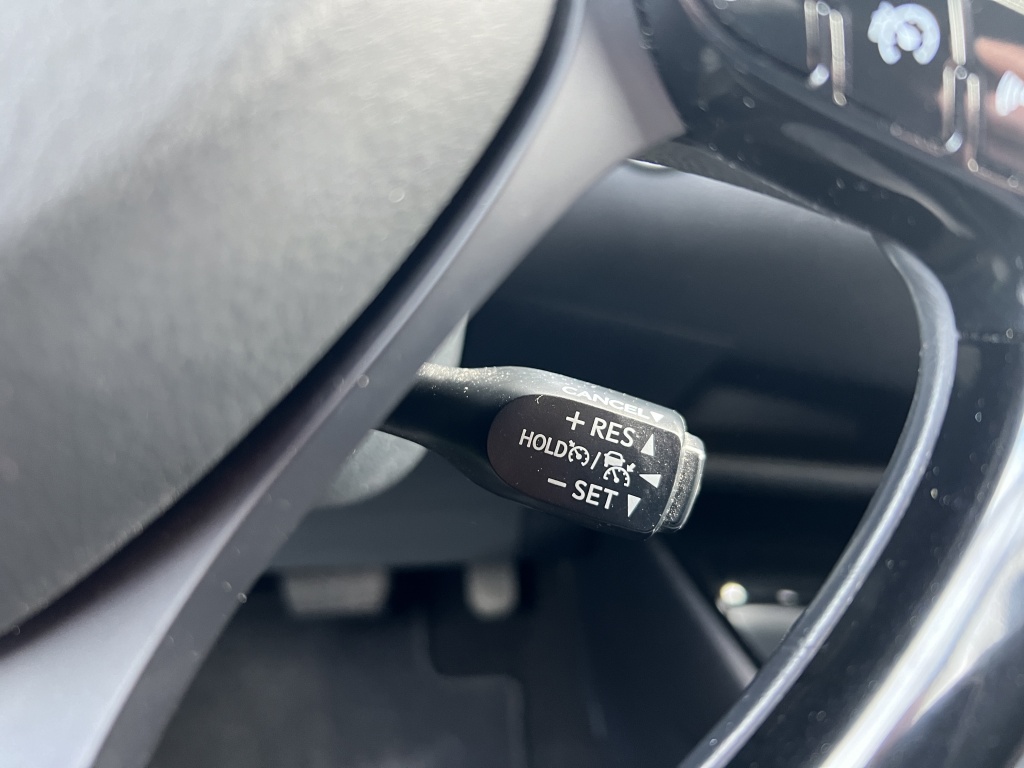 CANCEL▼
+ RES ▲
HOLD / ◀
− SET ▼